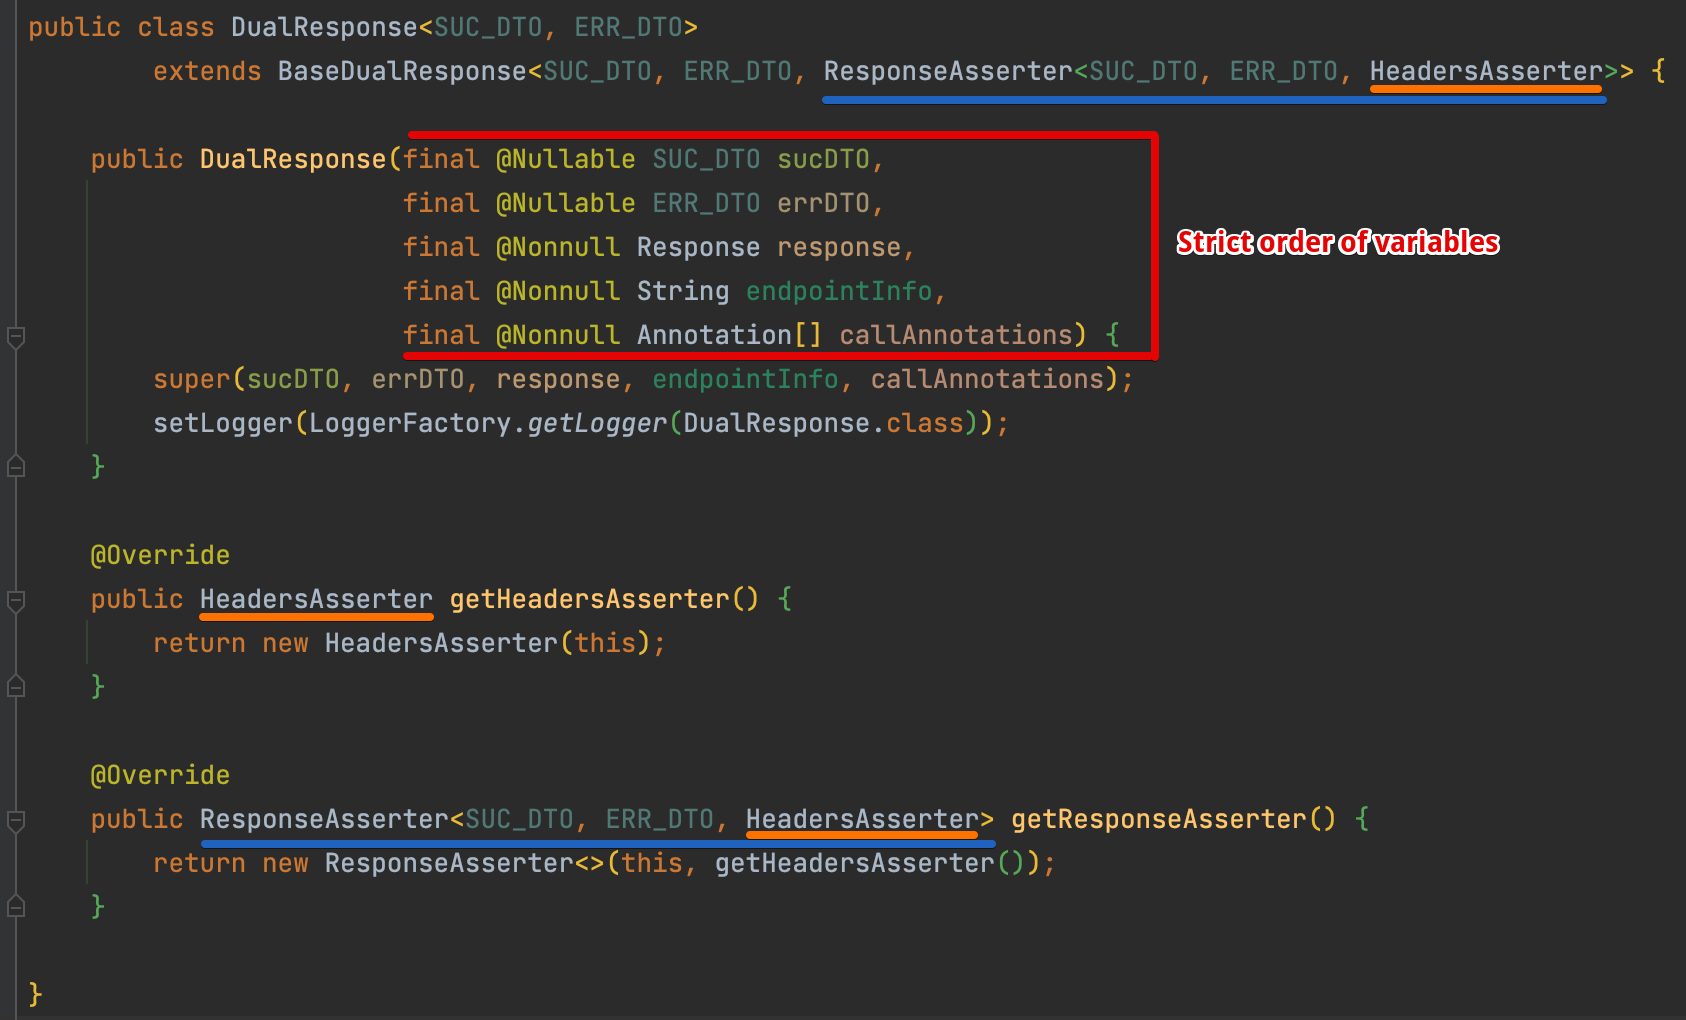 public class DualResponse<SUC_DTO, ERR_DTO>
extends BaseDualResponse<SUC_DTO, ERR_DTO, ResponseAsserter<SUC_DTO, ERR_DTO, HeadersAsserter>> {
public DualResponse(final @Nullable SUC_DTO sucDTO,
final @Nullable ERR_DTO errDTO,
final @Nonnull Response response,
Strict order of variables
final @Nonnull String endpointInfo,
final @Nonnull Annotation[] callAnnotations) {
super(sucDTO, errDTO, response, endpointInfo, callAnnotations);
setLogger(LoggerFactory.getLogger(DualResponse.class));
}
@Override
public HeadersAsserter getHeadersAsserter() {
return new HeadersAsserter(this);
}
@Override
public ResponseAsserter<SUC_DTO, ERR_DTO, HeadersAsserter> getResponseAsserter() {
return new ResponseAsserter<>(this, getHeadersAsserter());
}
}